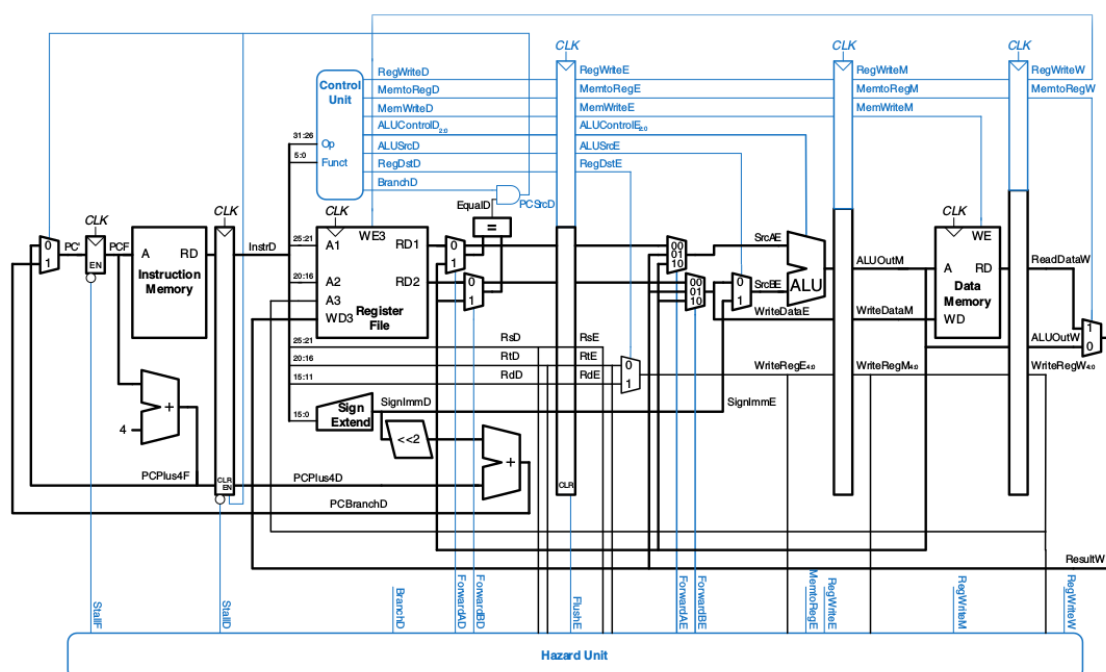 CLK
CLK
CLK
Control
Unit
RegWriteD
MemtoRegD
MemWriteD
ALUControlD2:0
ALUSrcD
RegDstD
BranchD
31:26
Op
5:0
Funct
RegWriteE
MemtoRegE
MemWriteE
ALUControlE2:0
ALUSrcE
RegDstE
RegWriteM
MemtoRegM
MemWriteM
RegWriteW
MemtoRegW
EqualD
PCSrcD
=
CLK
CLK
CLK
CLK
0
1
PC'
EN
PCF
A
RD
Instruction
Memory
InstrD
25:21
A1
WE3
RD1
20:16
A2
RD2
A3
WD3
Register
File
0
1
0
1
00
01
10
00
01
10
SrcAE
0
1
SrcBE
ALU
WriteDataE
ALUOutM
WriteDataM
WE
A
RD
Data
Memory
WD
ReadDataW
ALUOutW
1
0
25:21
RsD
RsE
20:16
RtD
RtE
15:11
RdD
RdE
0
1
WriteRegE4:0
WriteRegM4:0
WriteRegW4:0
15:0
Sign
Extend
SignImmD
SignImmE
<<2
+
4
+
PCPlus4F
CLR
EN
PCPlus4D
CLR
PCBranchD
ResultW
StallF
StallD
BranchD
ForwardAD
ForwardBD
FlushE
ForwardAE
ForwardBE
MemtoRegE
RegWriteE
RegWriteM
RegWriteW
Hazard Unit